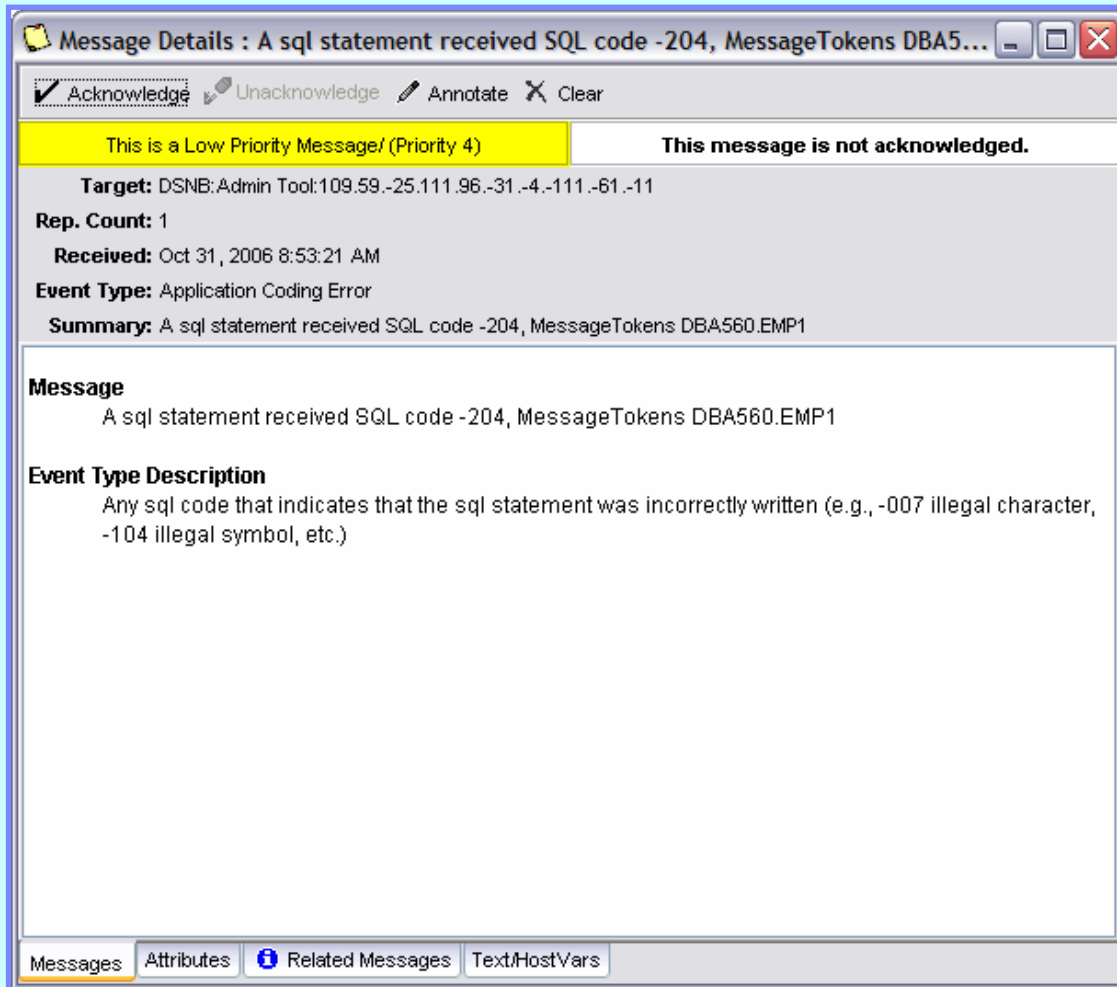 Message Details : A sql statement received SQL code -204, MessageTokens DBA5...
Acknowledge Unacknowledge Annotate Clear
This is a Low Priority Message/ (Priority 4) This message is not acknowledged.
Target: DSNB:Admin Tool:109.59.-25.111.96.-31.-4.-111.-61.-11
Rep. Count: 1
Received: Oct 31, 2006 8:53:21 AM
Event Type: Application Coding Error
Summary: A sql statement received SQL code -204, MessageTokens DBA560.EMP1
Message
A sql statement received SQL code -204, MessageTokens DBA560.EMP1
Event Type Description
Any sql code that indicates that the sql statement was incorrectly written (e.g., -007 illegal character,
-104 illegal symbol, etc.)
Messages Attributes Related Messages Text/HostVars